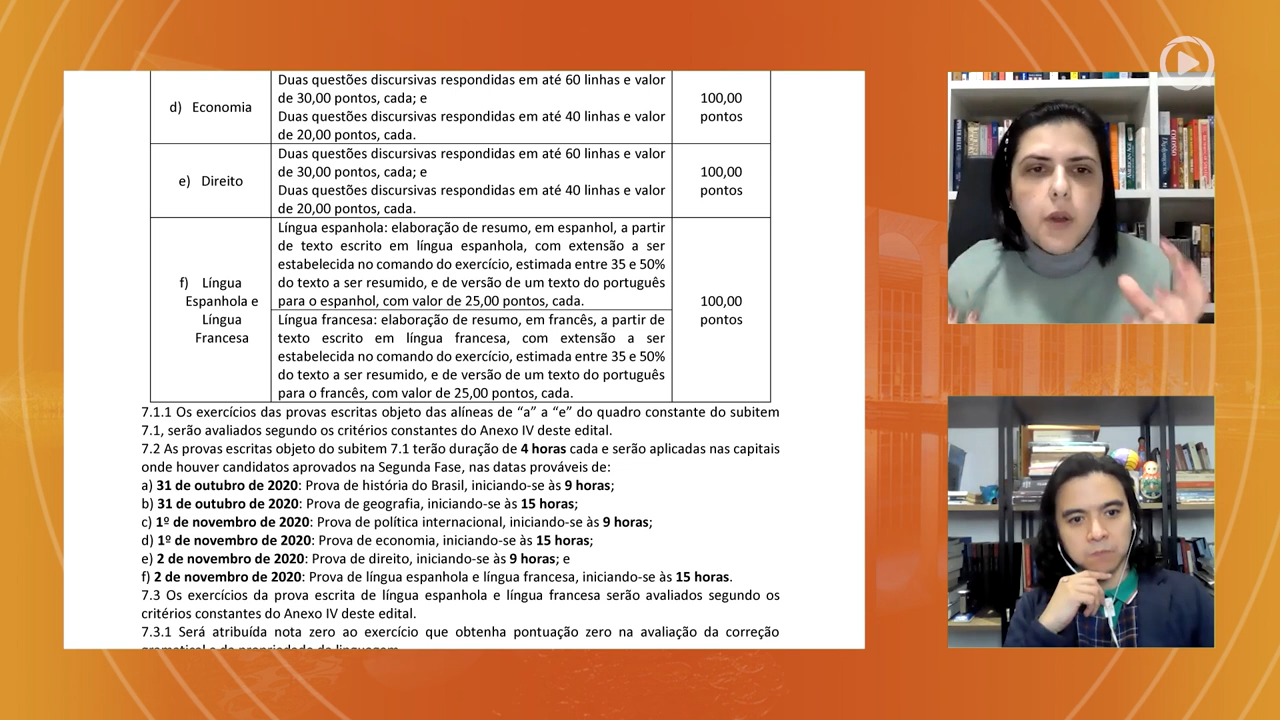 d) Economia
Duas questões discursivas respondidas em até 60 linhas e valor
de 30,00 pontos, cada; e
Duas questões discursivas respondidas em até 40 linhas e valor
de 20,00 pontos, cada.
100,00
pontos
e) Direito
Duas questões discursivas respondidas em até 60 linhas e valor
de 30,00 pontos, cada; e
Duas questões discursivas respondidas em até 40 linhas e valor
de 20,00 pontos, cada.
100,00
pontos
f) Língua
Espanhola e
Língua
Francesa
Língua espanhola: elaboração de resumo, em espanhol, a partir
de texto escrito em língua espanhola, com extensão a ser
estabelecida no comando do exercício, estimada entre 35 e 50%
do texto a ser resumido, e de versão de um texto do português
para o espanhol, com valor de 25,00 pontos, cada.
Língua francesa: elaboração de resumo, em francês, a partir de
texto escrito em língua francesa, com extensão a ser
estabelecida no comando do exercício, estimada entre 35 e 50%
do texto a ser resumido, e de versão de um texto do português
para o francês, com valor de 25,00 pontos, cada.
100,00
pontos
7.1.1 Os exercícios das provas escritas objeto das alíneas de “a” a “e” do quadro constante do subitem
7.1, serão avaliados segundo os critérios constantes do Anexo IV deste edital.
7.2 As provas escritas objeto do subitem 7.1 terão duração de 4 horas cada e serão aplicadas nas capitais
onde houver candidatos aprovados na Segunda Fase, nas datas prováveis de:
a) 31 de outubro de 2020: Prova de história do Brasil, iniciando-se às 9 horas;
b) 31 de outubro de 2020: Prova de geografia, iniciando-se às 15 horas;
c) 1º de novembro de 2020: Prova de política internacional, iniciando-se às 9 horas;
d) 1º de novembro de 2020: Prova de economia, iniciando-se às 15 horas;
e) 2 de novembro de 2020: Prova de direito, iniciando-se às 9 horas; e
f) 2 de novembro de 2020: Prova de língua espanhola e língua francesa, iniciando-se às 15 horas.
7.3 Os exercícios da prova escrita de língua espanhola e língua francesa serão avaliados segundo os
critérios constantes do Anexo IV deste edital.
7.3.1 Será atribuída nota zero ao exercício que obtenha pontuação zero na avaliação da correção
gramatical e da propriedade da linguagem.